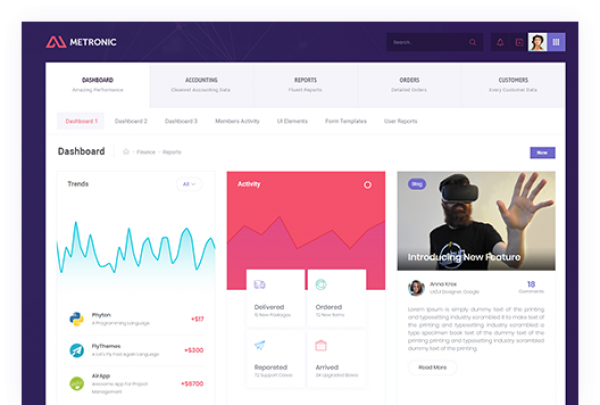 METRONIC
Search...
DASHBOARD
Amazing Performance
ACCOUNTING
Cleanest Accounting Data
REPORTS
Fluent Reports
ORDERS
Detailed Orders
CUSTOMERS
Every Customer Data
Dashboard 1
Dashboard 2
Dashboard 3
Members Activity
UI Elements
Form Templates
User Reports
Dashboard
Finance
Reports
New
Trends
All
Phyton
A Programming Language
+$17
FlyThemes
A Let's Fly Fast Again Language
+$300
AirApp
Awesome App For Project
Management
+$6700
Activity
Delivered
15 New Packages
Ordered
72 New Items
Reporated
72 Support Cases
Arrived
34 Upgraded Boxes
Blog
Introducing New Feature
Anna Krox
UX/UI Designer, Google
18
Comments
Lorem Ipsum is simply dummy text of the printing
and typesetting industry scrambled it to make text of
the printing and typesetting industry scrambled a
type specimen book text of the dummy text of the
printing printing and typesetting industry scrambled
dummy text of the printing.
Read More